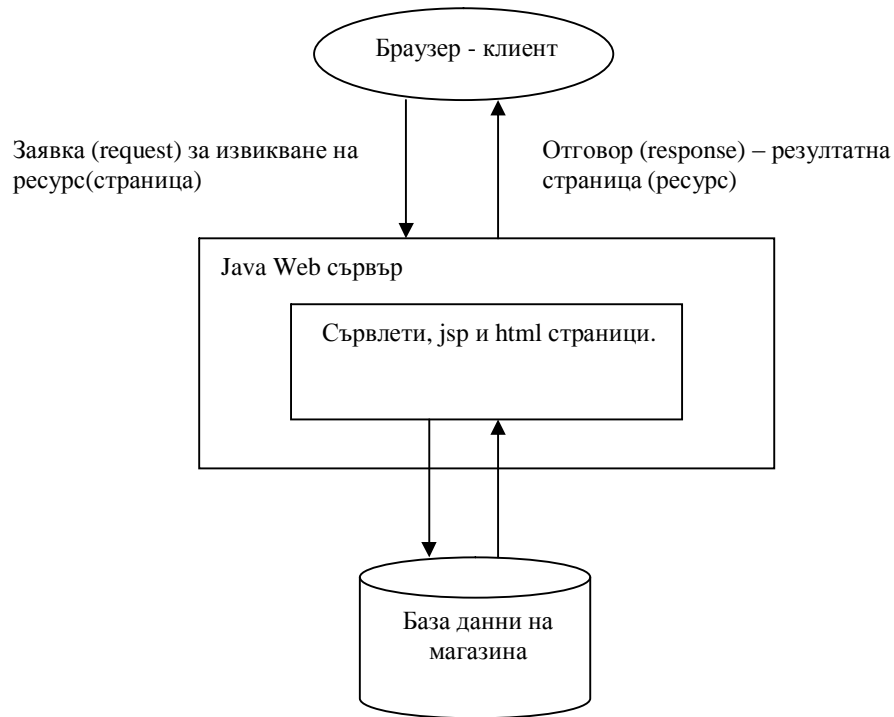 Браузер - клиент
Заявка (request) за извикване на
ресурс(страница)
Отговор (response) – резултатна
страница (ресурс)
Java Web сървър
Сървлети, jsp и html страници.
База данни на
магазина